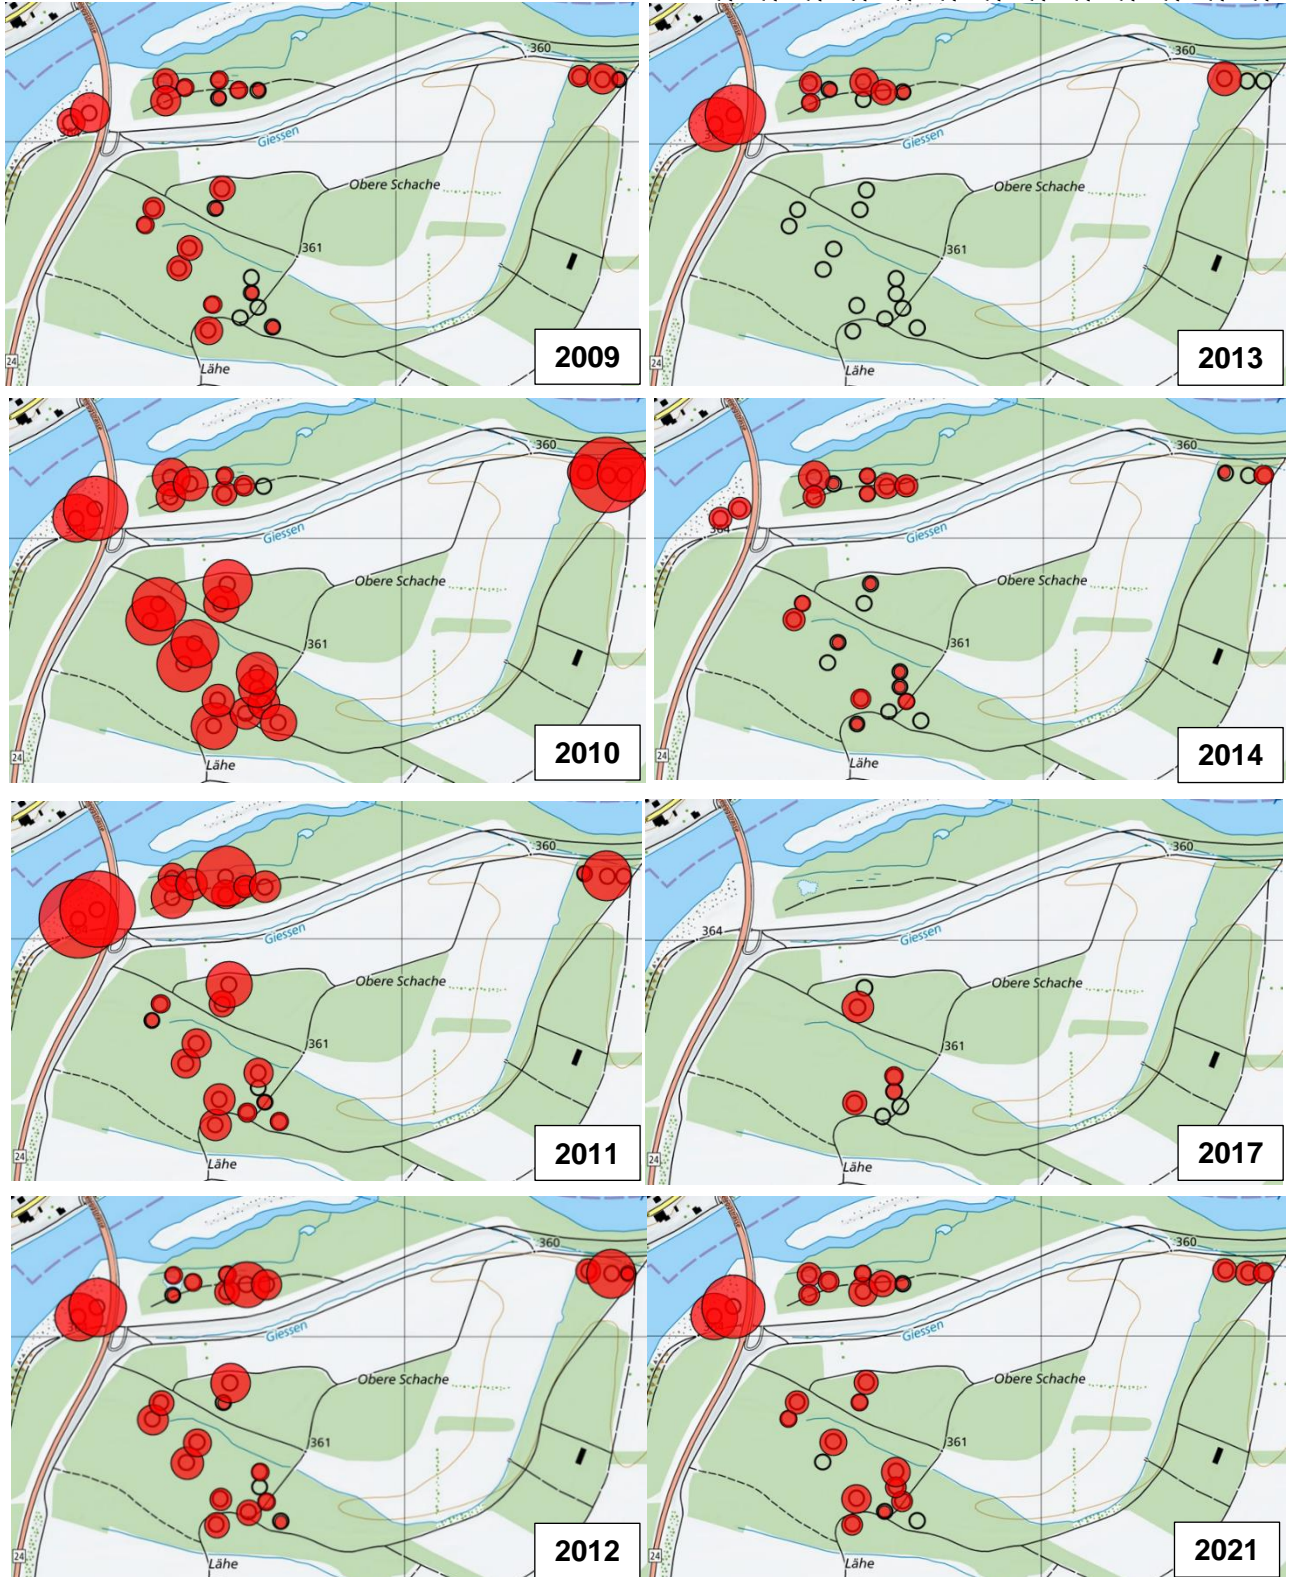 360
Giessen
Obere Schache
361
24
Lähe
2009
360
Giessen
Obere Schache
361
24
Lähe
2013
360
Giessen
Obere Schache
361
24
Lähe
2010
360
Giessen
Obere Schache
361
24
Lähe
2014
360
Giessen
Obere Schache
361
24
Lähe
2011
360
364
Giessen
Obere Schache
361
24
Lähe
2017
360
Giessen
Obere Schache
361
24
Lähe
2012
360
Giessen
Obere Schache
361
24
Lähe
2021